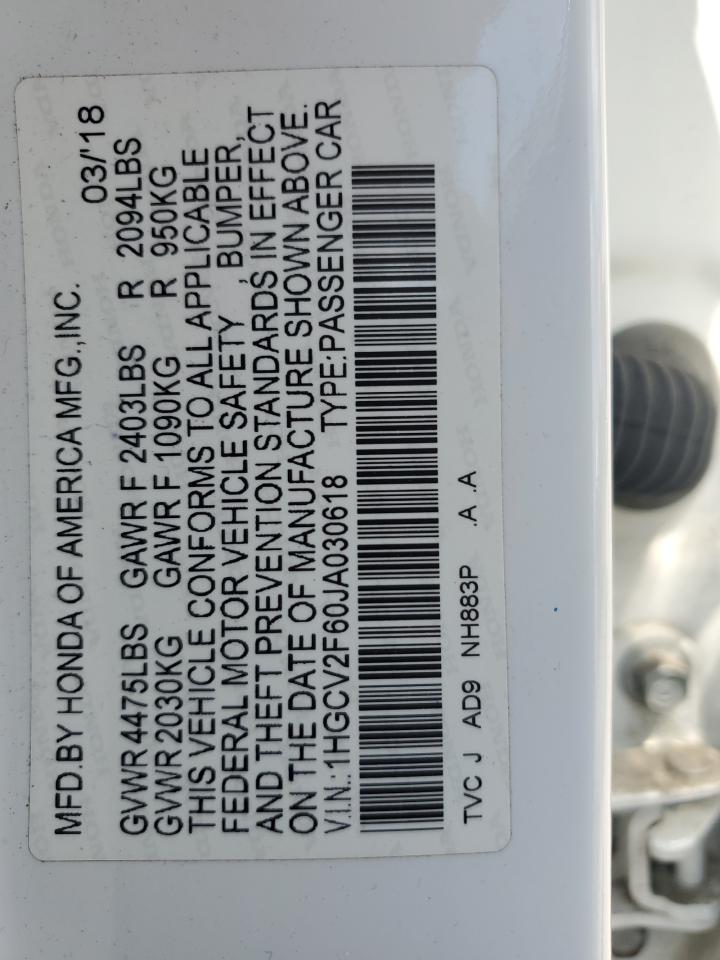 MFD.BY HONDA OF AMERICA MFG.,INC. 03/'18
GVWR 4475LBS GAWR F 2403LBS R 2094LBS
GVWR 2030KG GAWR F 1090KG R 950KG
THIS VEHICLE CONFORMS TO ALL APPLICABLE
FEDERAL MOTOR VEHICLE SAFETY , BUMPER,
AND THEFT PREVENTION STANDARDS IN EFFECT
ON THE DATE OF MANUFACTURE SHOWN ABOVE.
V.I.N.:1HGCV2F60JA030618 TYPE:PASSENGER CAR
TVC J AD9 NH883P .A .A